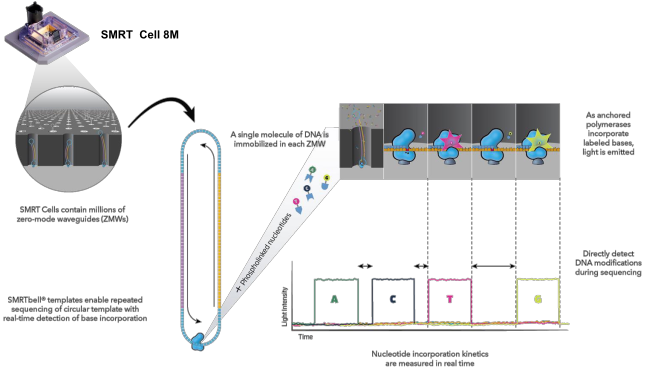 SMRT Cell 8M
A single molecule of DNA is
immobilized in each ZMW
As anchored
polymerases
incorporate
labeled bases,
light is emitted
SMRT Cells contain millions of
zero-mode waveguides (ZMWs)
+ Phospholinked nucleotides
Directly detect
DNA modifications
during sequencing
SMRTbell® templates enable repeated
sequencing of circular template with
real-time detection of base incorporation
Light Intensity
A C T G
Time
Nucleotide incorporation kinetics
are measured in real time